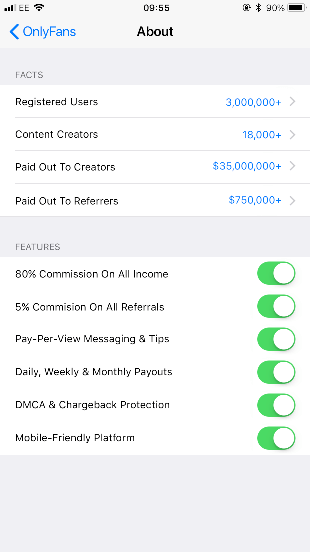 EE 09:55 90%
OnlyFans About
FACTS
Registered Users 3,000,000+
Content Creators 18,000+
Paid Out To Creators $35,000,000+
Paid Out To Referrers $750,000+
FEATURES
80% Commission On All Income
5% Commision On All Referrals
Pay-Per-View Messaging & Tips
Daily, Weekly & Monthly Payouts
DMCA & Chargeback Protection
Mobile-Friendly Platform